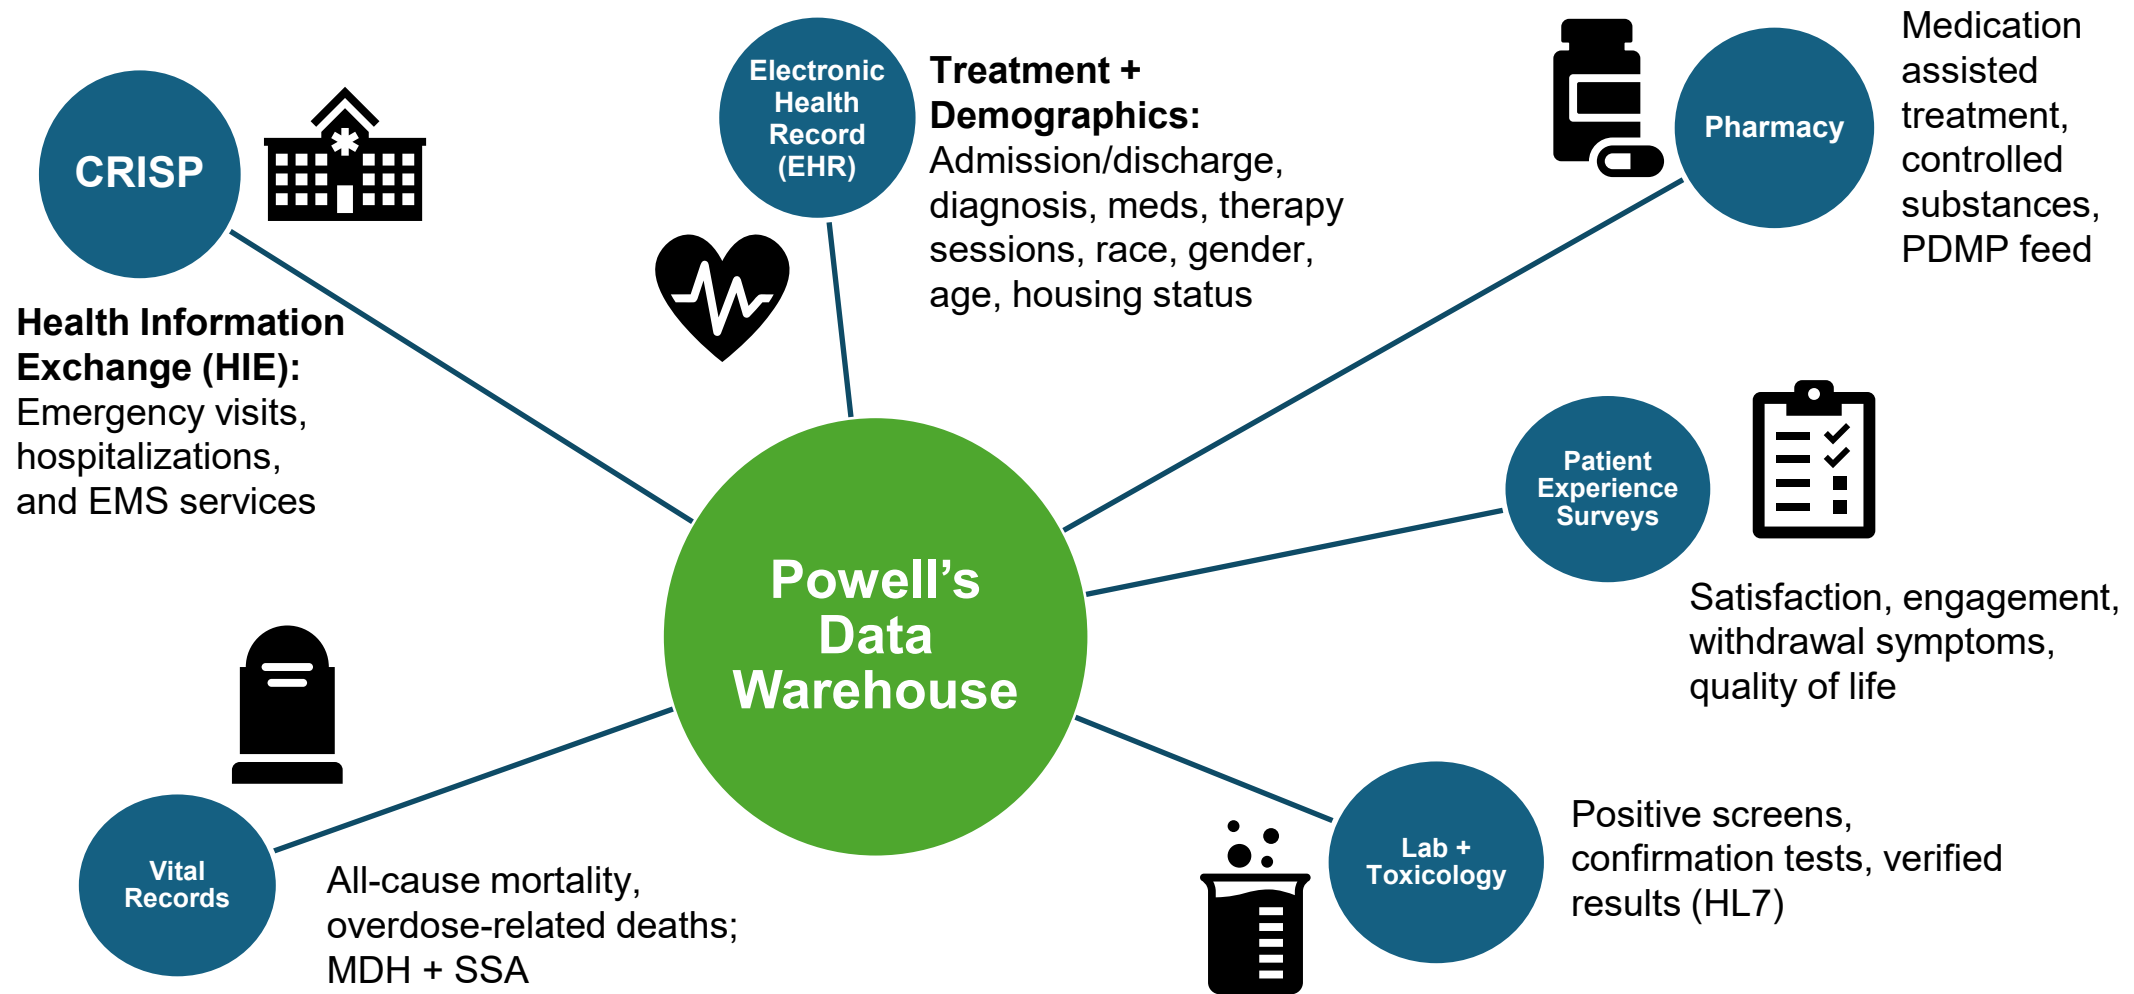 CRISP
Health Information
Exchange (HIE):
Emergency visits,
hospitalizations,
and EMS services
Electronic
Health
Record
(EHR)
Treatment +
Demographics:
Admission/discharge,
diagnosis, meds, therapy
sessions, race, gender,
age, housing status
Pharmacy
Medication
assisted
treatment,
controlled
substances,
PDMP feed
Patient
Experience
Surveys
Satisfaction, engagement,
withdrawal symptoms,
quality of life
Powell’s
Data
Warehouse
Vital
Records
All-cause mortality,
overdose-related deaths;
MDH + SSA
Lab +
Toxicology
Positive screens,
confirmation tests, verified
results (HL7)